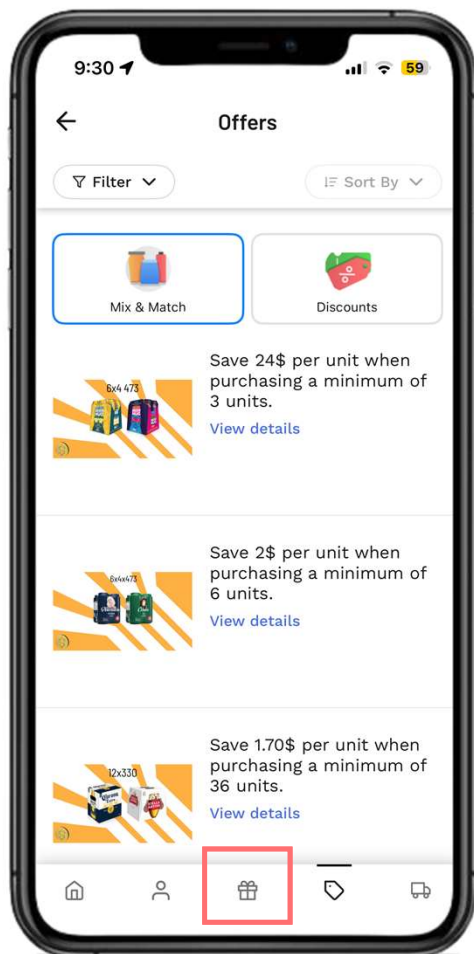 9:30
59
Offers
Filter
Sort By
Mix & Match
Discounts
6x4 473
Save 24$ per unit when
purchasing a minimum of
3 units.
View details
6x4x473
Save 2$ per unit when
purchasing a minimum of
6 units.
View details
12x330
Save 1.70$ per unit when
purchasing a minimum of
36 units.
View details